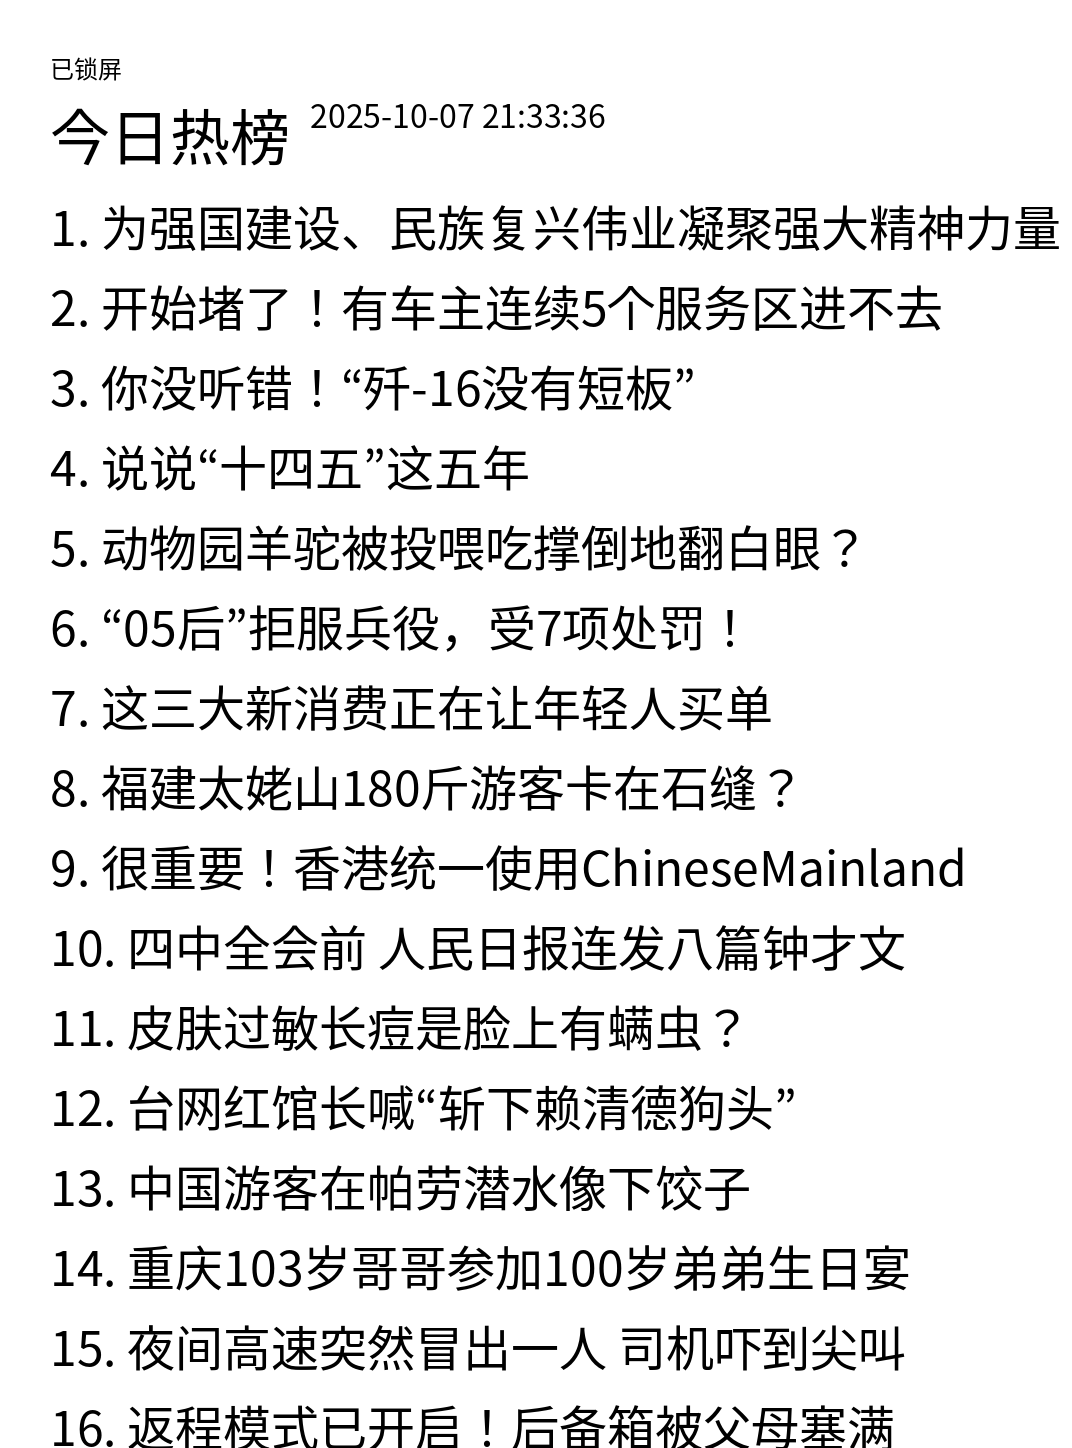 已锁屏
今日热榜 2025-10-07 21:33:36
1. 为强国建设、民族复兴伟业凝聚强大精神力量
2. 开始堵了！有车主连续5个服务区进不去
3. 你没听错！“歼-16没有短板”
4. 说说“十四五”这五年
5. 动物园羊驼被投喂吃撑倒地翻白眼？
6. “05后”拒服兵役，受7项处罚！
7. 这三大新消费正在让年轻人买单
8. 福建太姥山180斤游客卡在石缝？
9. 很重要！香港统一使用ChineseMainland
10. 四中全会前 人民日报连发八篇钟才文
11. 皮肤过敏长痘是脸上有螨虫？
12. 台网红馆长喊“斩下赖清德狗头”
13. 中国游客在帕劳潜水像下饺子
14. 重庆103岁哥哥参加100岁弟弟生日宴
15. 夜间高速突然冒出一人 司机吓到尖叫
16. 返程模式已开启！后备箱被父母塞满